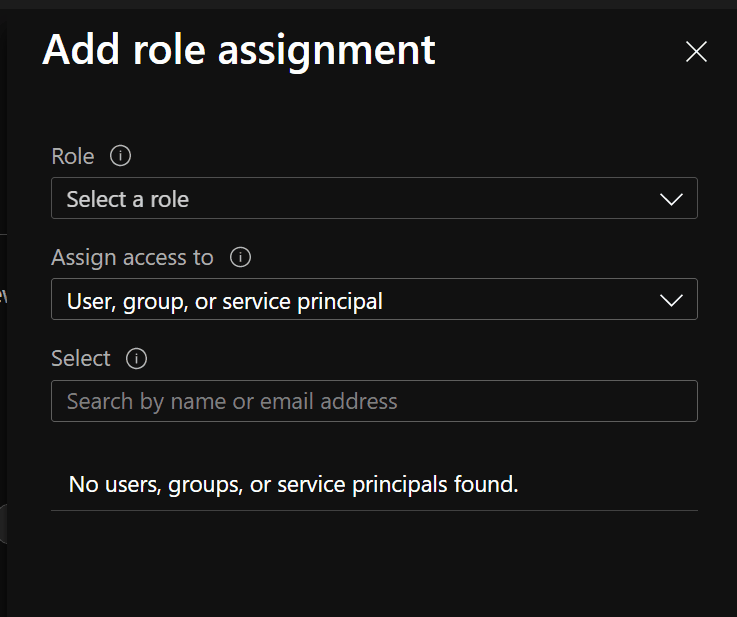 Add role assignment
Role
Select a role
Assign access to
User, group, or service principal
Select
Search by name or email address
No users, groups, or service principals found.